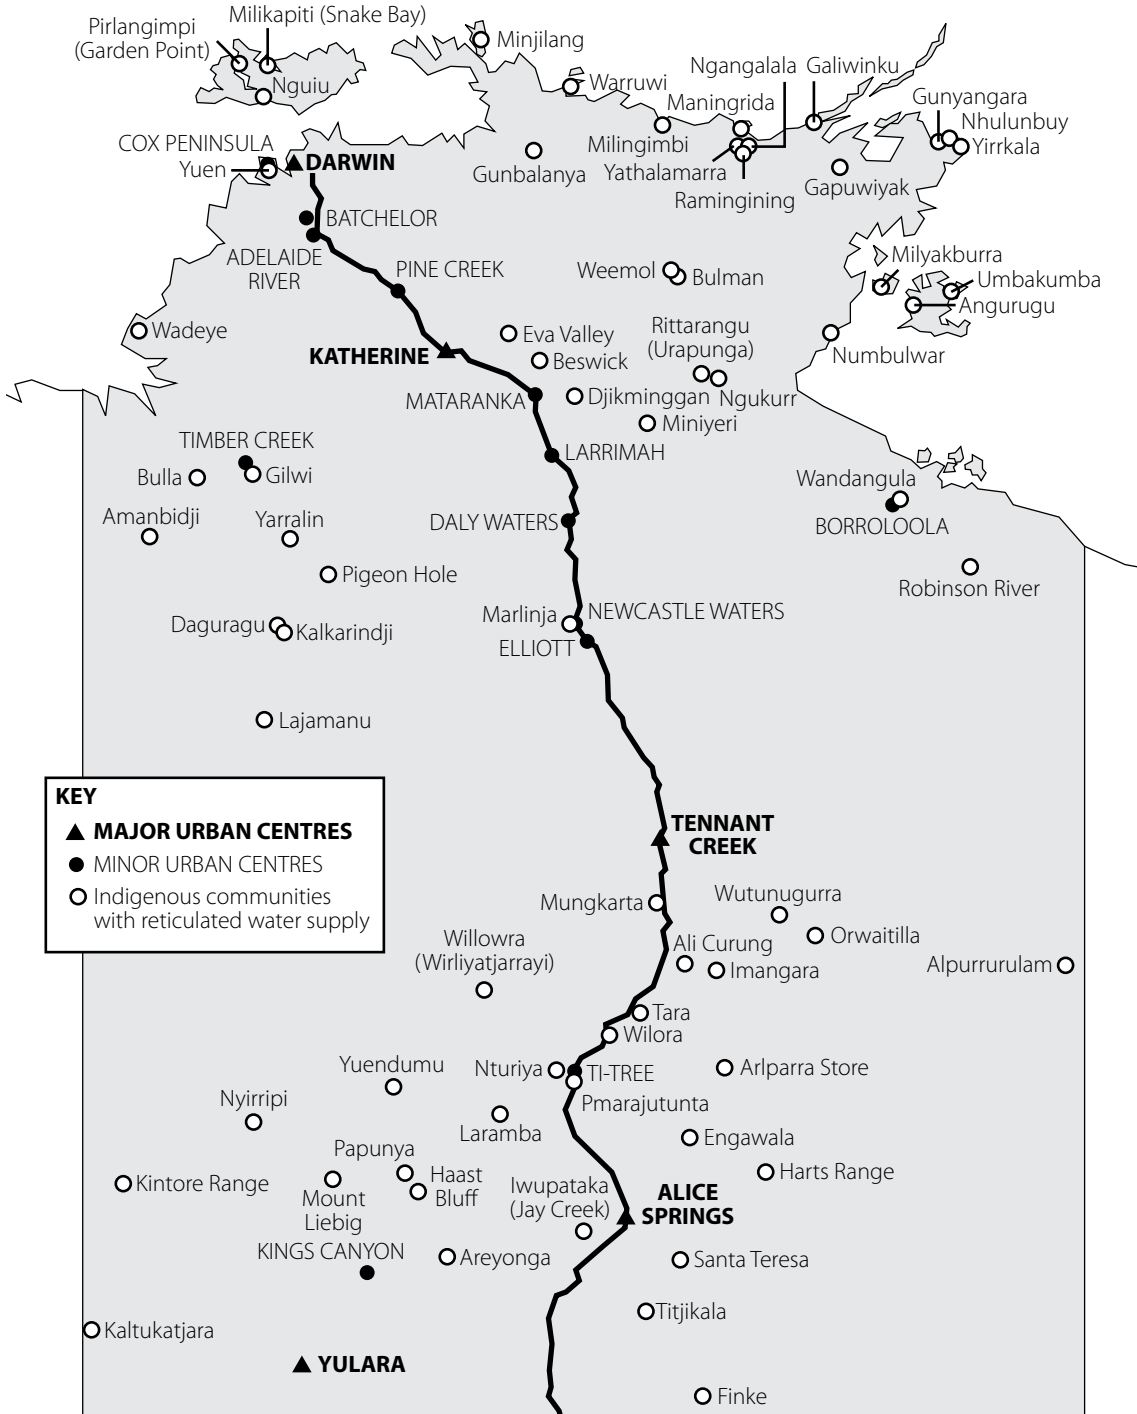 Milikapiti (Snake Bay)
Pirlangimpi
(Garden Point)
Nguiu
Minjilang
Warruwi
Ngangalala
Galiwinku
Maningrida
Gunyangara
Nhulunbuy
Yirrkala
Milingimbi
Yathalamarra
Ramingining
Gapuwiyak
COX PENINSULA
Yuen
DARWIN
Gunbalanya
BATCHELOR
ADELAIDE
RIVER
PINE CREEK
Weemol
Bulman
Milyakburra
Umbakumba
Angurugu
Wadeye
Eva Valley
Rittarangu
(Urapunga)
Numbulwar
KATHERINE
Beswick
MATARANKA
Djikminggan
Ngukurr
Miniyeri
TIMBER CREEK
LARRIMAH
Bulla
Gilwi
Wandangula
BORROLOOLA
Amanbidji
Yarralin
DALY WATERS
Pigeon Hole
Robinson River
Daguragu
Kalkarindji
Marlinja
NEWCASTLE WATERS
ELLIOTT
Lajamanu
KEY
MAJOR URBAN CENTRES
MINOR URBAN CENTRES
Indigenous communities
with reticulated water supply
TENNANT
CREEK
Mungkarta
Wutunugurra
Orwaitilla
Willowra
(Wirliyatjarrayi)
Ali Curung
Imangara
Alpurrurulam
Tara
Wilora
Yuendumu
Nturiya
TI-TREE
Arlparra Store
Nyirripi
Pmarajutunta
Laramba
Engawala
Papunya
Kintore Range
Mount
Liebig
Haast
Bluff
Iwupataka
(Jay Creek)
ALICE
SPRINGS
Harts Range
KINGS CANYON
Areyonga
Santa Teresa
Titjikala
Kaltukatjara
YULARA
Finke